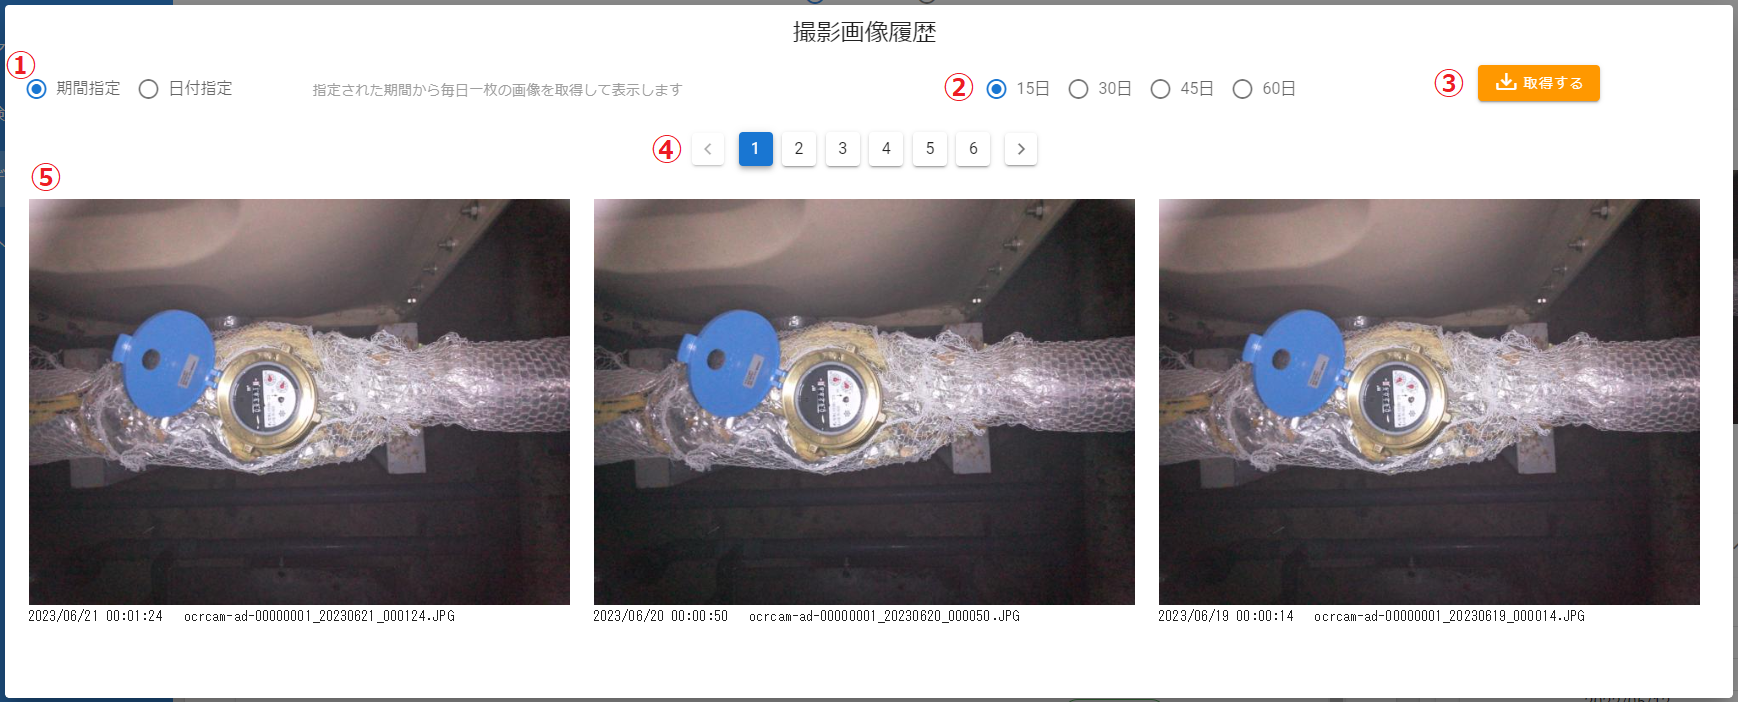 撮影画像履歴
①
期間指定 日付指定 指定された期間から毎日一枚の画像を取得して表示します ② 15日 30日 45日 60日 ③ 取得する
④ < 1 2 3 4 5 6 >
⑤
2023/06/21 00:01:24 ocrcam-ad-00000001_20230621_000124.JPG
2023/06/20 00:00:50 ocrcam-ad-00000001_20230620_000050.JPG
2023/06/19 00:00:14 ocrcam-ad-00000001_20230619_000014.JPG